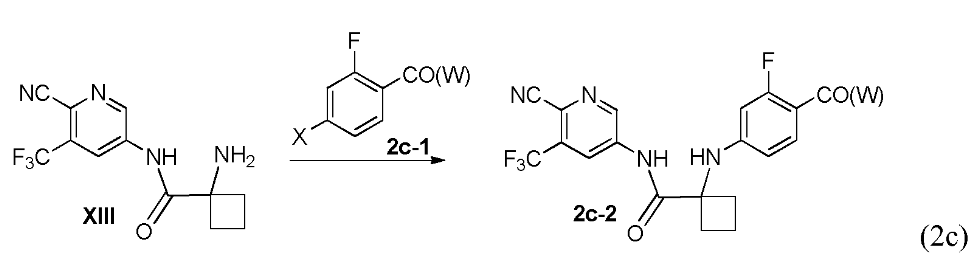 F
CO(W)
X
2c-1
NC
N
F₃C
NH
NH₂
O
XIII
F
CO(W)
NC
N
F₃C
NH
HN
O
2c-2
(2c)